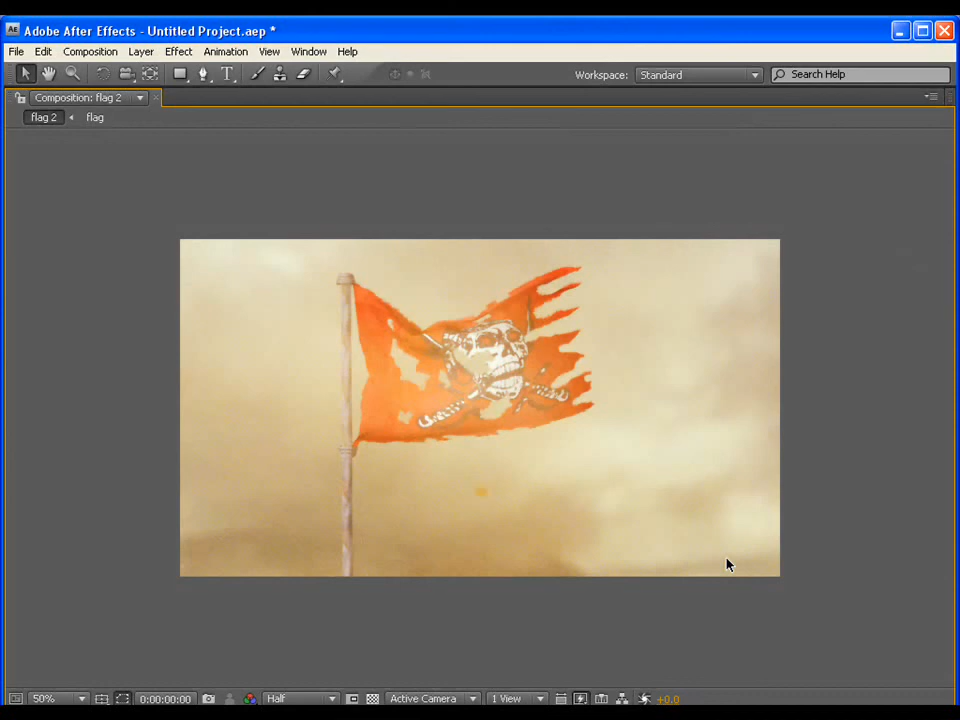 Adobe After Effects - Untitled Project.aep *
File Edit Composition Layer Effect Animation View Window Help
Workspace: Standard Search Help
Composition: flag 2
flag 2 flag
50% 0:00:00:00 Half Active Camera 1 View +0.0